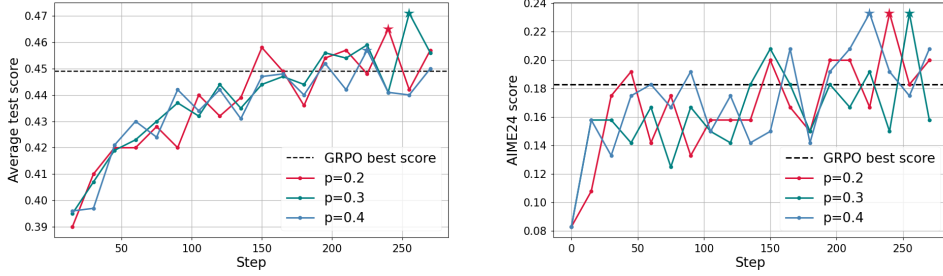 0.47
0.46
0.45
0.44
0.43
0.42
0.41
0.40
0.39
Average test score
50
100
150
200
250
Step
GRPO best score
p=0.2
p=0.3
p=0.4
0.24
0.22
0.20
0.18
0.16
0.14
0.12
0.10
0.08
AIME24 score
0
50
100
150
200
250
Step
GRPO best score
p=0.2
p=0.3
p=0.4